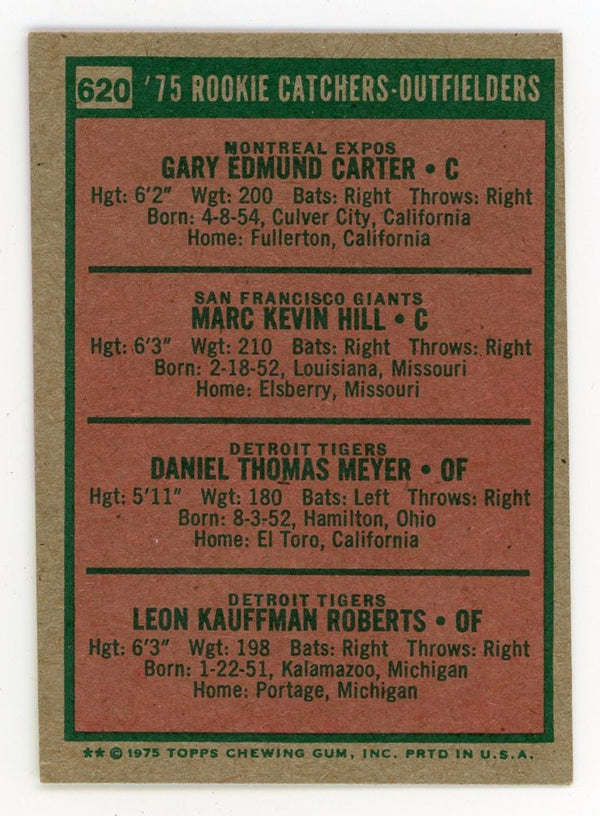 620 '75 ROOKIE CATCHERS-OUTFIELDERS
MONTREAL EXPOS
GARY EDMUND CARTER • C
Hgt: 6'2" Wgt: 200 Bats: Right Throws: Right
Born: 4-8-54, Culver City, California
Home: Fullerton, California
SAN FRANCISCO GIANTS
MARC KEVIN HILL • C
Hgt: 6'3" Wgt: 210 Bats: Right Throws: Right
Born: 2-18-52, Louisiana, Missouri
Home: Elsberry, Missouri
DETROIT TIGERS
DANIEL THOMAS MEYER • OF
Hgt: 5'11" Wgt: 180 Bats: Left Throws: Right
Born: 8-3-52, Hamilton, Ohio
Home: El Toro, California
DETROIT TIGERS
LEON KAUFFMAN ROBERTS • OF
Hgt: 6'3" Wgt: 198 Bats: Right Throws: Right
Born: 1-22-51, Kalamazoo, Michigan
Home: Portage, Michigan
** © 1975 TOPPS CHEWING GUM, INC. PRTD IN U.S.A.